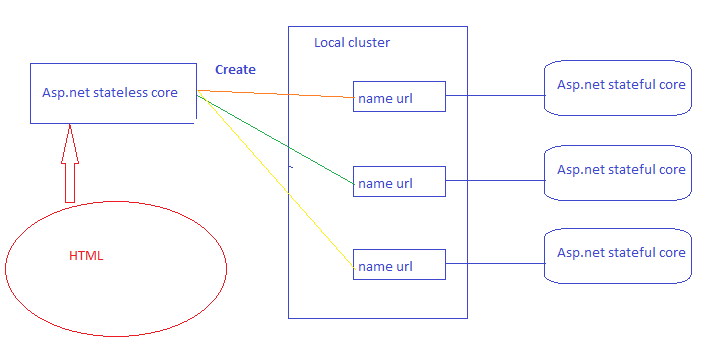 Local cluster
Create
Asp.net stateless core
name url
Asp.net stateful core
name url
Asp.net stateful core
HTML
name url
Asp.net stateful core